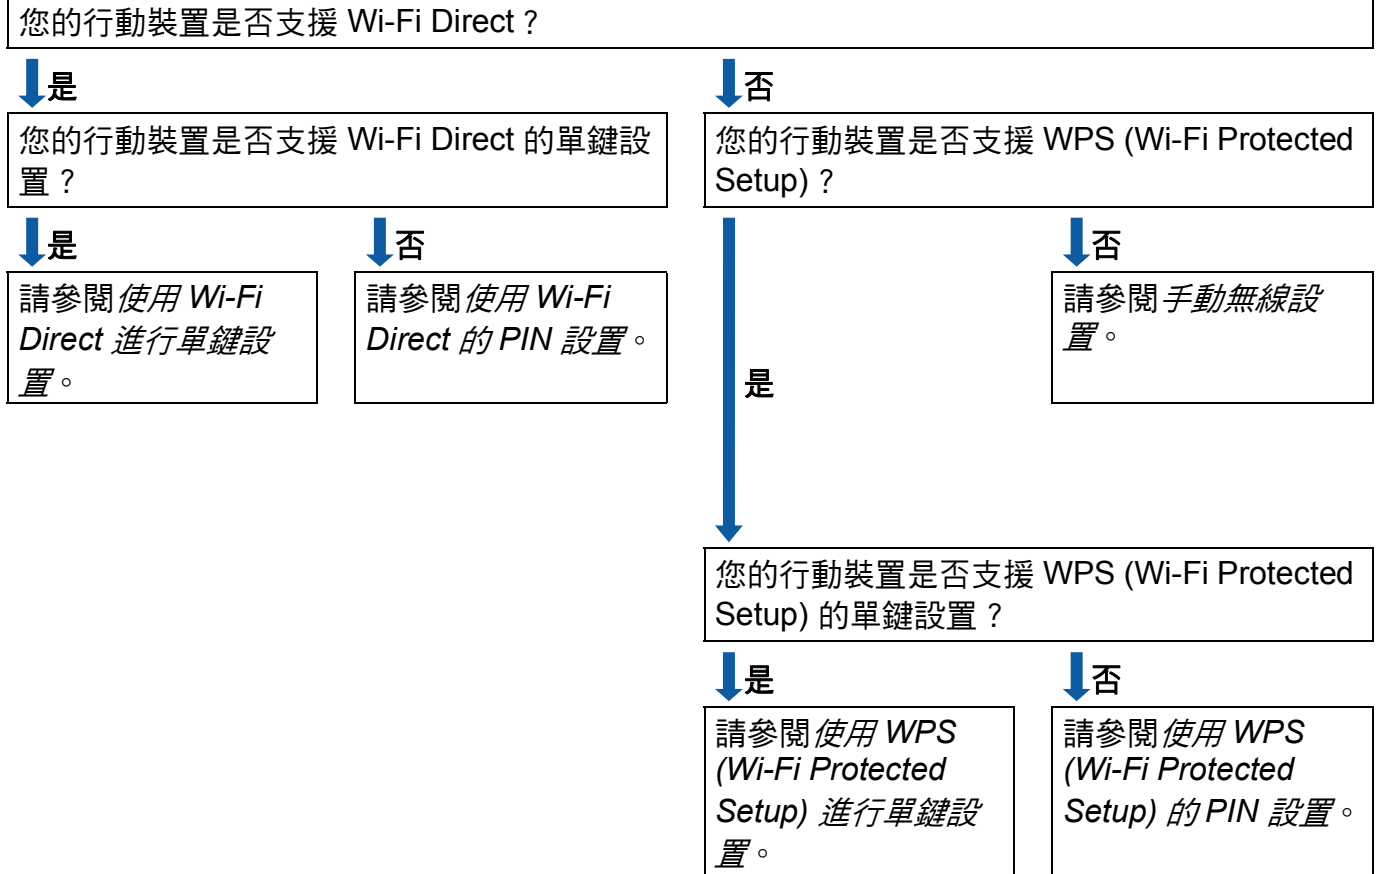 您的行動裝置是否支援 Wi-Fi Direct？
是
否
您的行動裝置是否支援 Wi-Fi Direct 的單鍵設
置？
您的行動裝置是否支援 WPS (Wi-Fi Protected
Setup)？
是
否
否
請參閱使用 Wi-Fi
Direct 進行單鍵設
置。
請參閱使用 Wi-Fi
Direct 的 PIN 設置。
請參閱手動無線設
置。
是
您的行動裝置是否支援 WPS (Wi-Fi Protected
Setup) 的單鍵設置？
是
否
請參閱使用 WPS
(Wi-Fi Protected
Setup) 進行單鍵設
置。
請參閱使用 WPS
(Wi-Fi Protected
Setup) 的 PIN 設置。